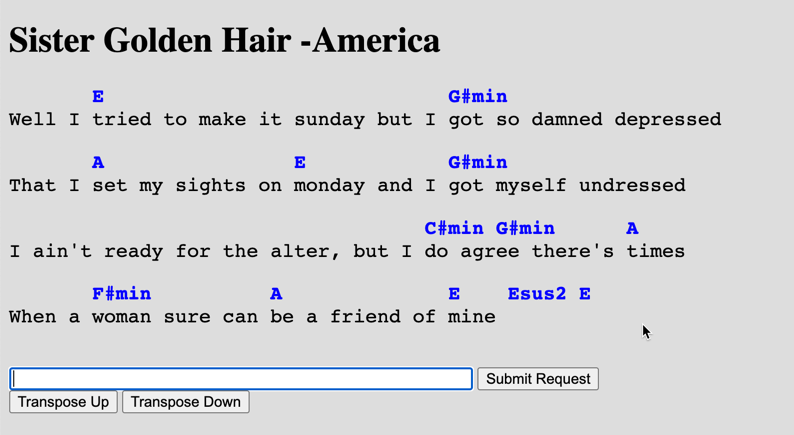 Sister Golden Hair -America
E G#min
Well I tried to make it sunday but I got so damned depressed
A E G#min
That I set my sights on monday and I got myself undressed
C#min G#min A
I ain't ready for the alter, but I do agree there's times
F#min A E Esus2 E
When a woman sure can be a friend of mine
Submit Request
Transpose Up Transpose Down